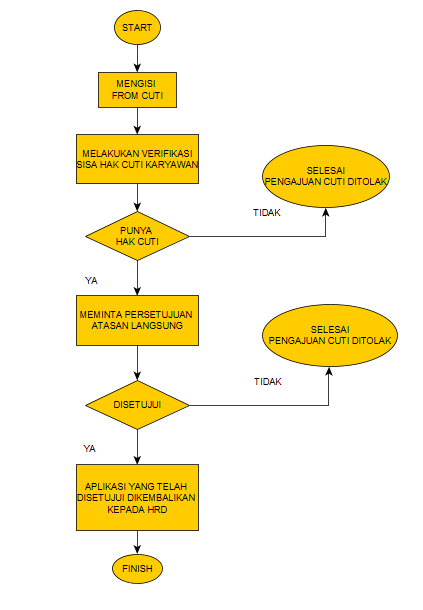 START
MENGISI
FROM CUTI
MELAKUKAN VERIFIKASI
SISA HAK CUTI KARYAWAN
SELESAI
PENGAJUAN CUTI DITOLAK
TIDAK
PUNYA
HAK CUTI
YA
MEMINTA PERSETUJUAN
ATASAN LANGSUNG
SELESAI
PENGAJUAN CUTI DITOLAK
TIDAK
DISETUJUI
YA
APLIKASI YANG TELAH
DISETUJUI DIKEMBALIKAN
KEPADA HRD
FINISH